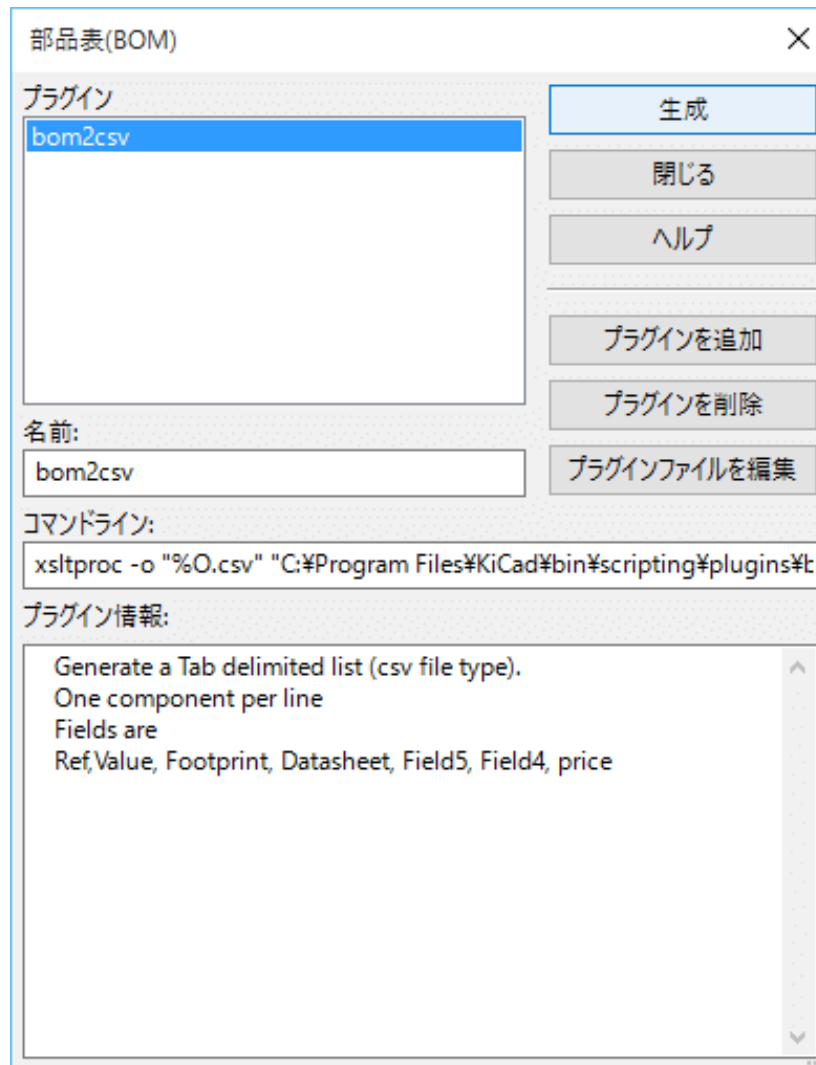 部品表(BOM)
プラグイン
bom2csv
生成
閉じる
ヘルプ
プラグインを追加
プラグインを削除
プラグインファイルを編集
名前:
bom2csv
コマンドライン:
xsltproc -o "%O.csv" "C:¥Program Files¥KiCad¥bin¥scripting¥plugins¥b
プラグイン情報:
Generate a Tab delimited list (csv file type).
One component per line
Fields are
Ref,Value, Footprint, Datasheet, Field5, Field4, price